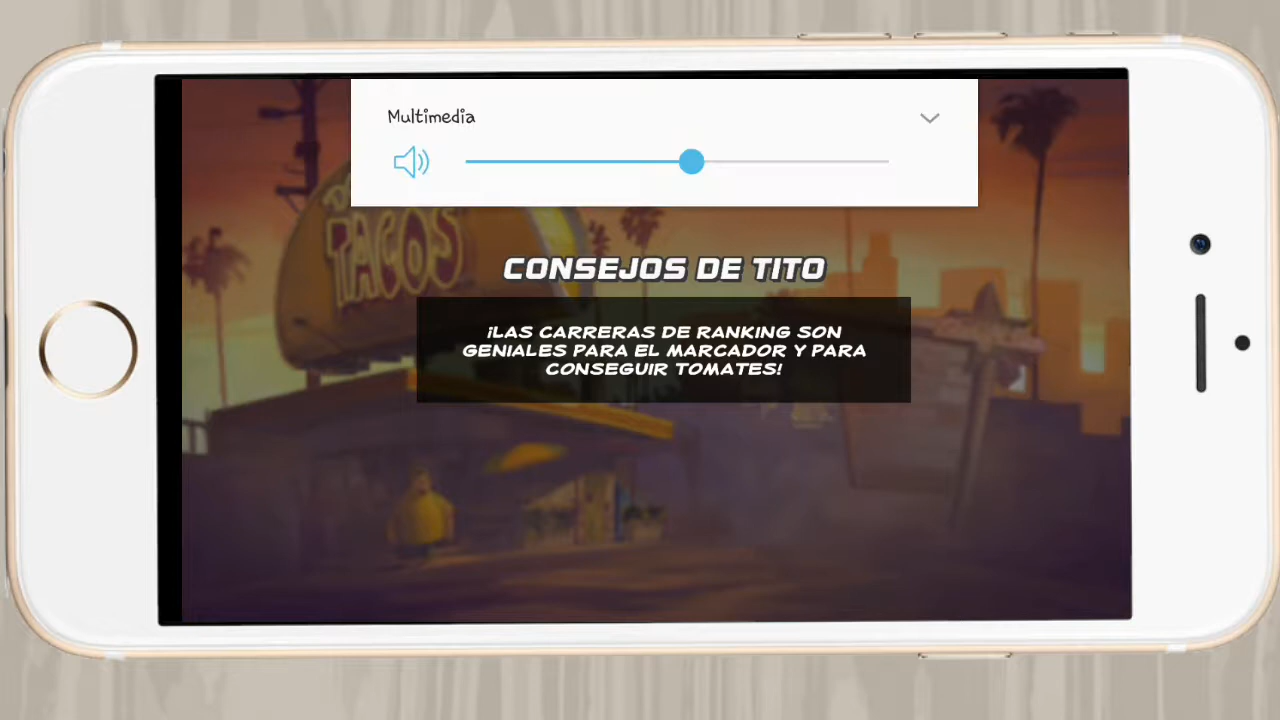 Multimedia
TACOS
CONSEJOS DE TITO
¡LAS CARRERAS DE RANKING SON
GENIALES PARA EL MARCADOR Y PARA
CONSEGUIR TOMATES!